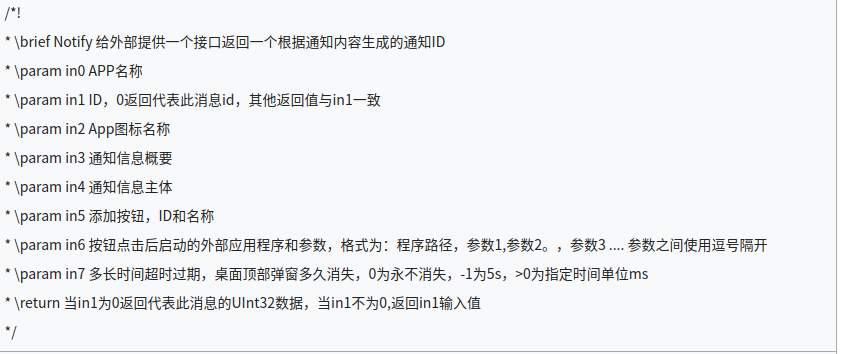 /*!
* \brief Notify 给外部提供一个接口返回一个根据通知内容生成的通知ID
* \param in0 APP名称
* \param in1 ID，0返回代表此消息id，其他返回值与in1一致
* \param in2 App图标名称
* \param in3 通知信息概要
* \param in4 通知信息主体
* \param in5 添加按钮，ID和名称
* \param in6 按钮点击后启动的外部应用程序和参数，格式为：程序路径，参数1,参数2。，参数3 .... 参数之间使用逗号隔开
* \param in7 多长时间超时过期，桌面顶部弹窗多久消失，0为永不消失，-1为5s，>0为指定时间单位ms
* \return 当in1为0返回代表此消息的UInt32数据，当in1不为0,返回in1输入值
*/